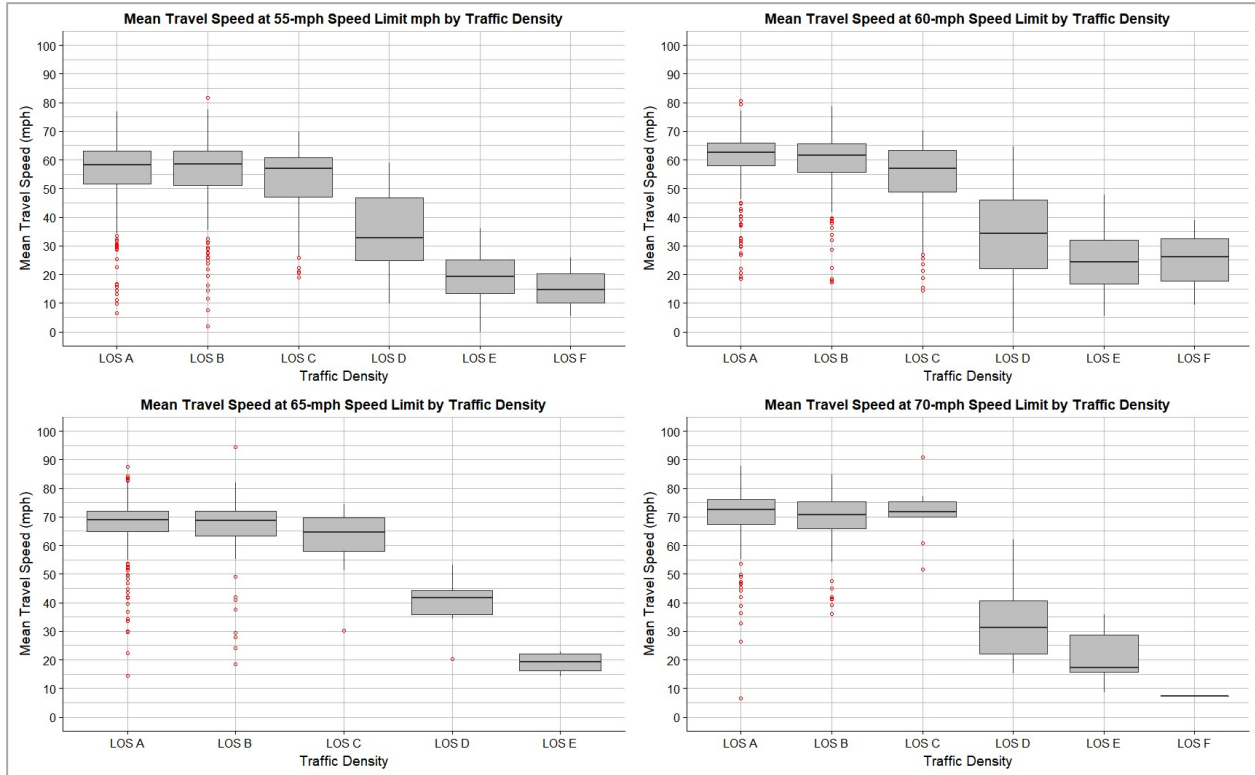 Mean Travel Speed at 55-mph Speed Limit mph by Traffic Density
Mean Travel Speed (mph)
100
90
80
70
60
50
40
30
20
10
0
LOS A LOS B LOS C LOS D LOS E LOS F
Traffic Density
Mean Travel Speed at 60-mph Speed Limit by Traffic Density
Mean Travel Speed (mph)
100
90
80
70
60
50
40
30
20
10
0
LOS A LOS B LOS C LOS D LOS E LOS F
Traffic Density
Mean Travel Speed at 65-mph Speed Limit by Traffic Density
Mean Travel Speed (mph)
100
90
80
70
60
50
40
30
20
10
0
LOS A LOS B LOS C LOS D LOS E
Traffic Density
Mean Travel Speed at 70-mph Speed Limit by Traffic Density
Mean Travel Speed (mph)
100
90
80
70
60
50
40
30
20
10
0
LOS A LOS B LOS C LOS D LOS E LOS F
Traffic Density